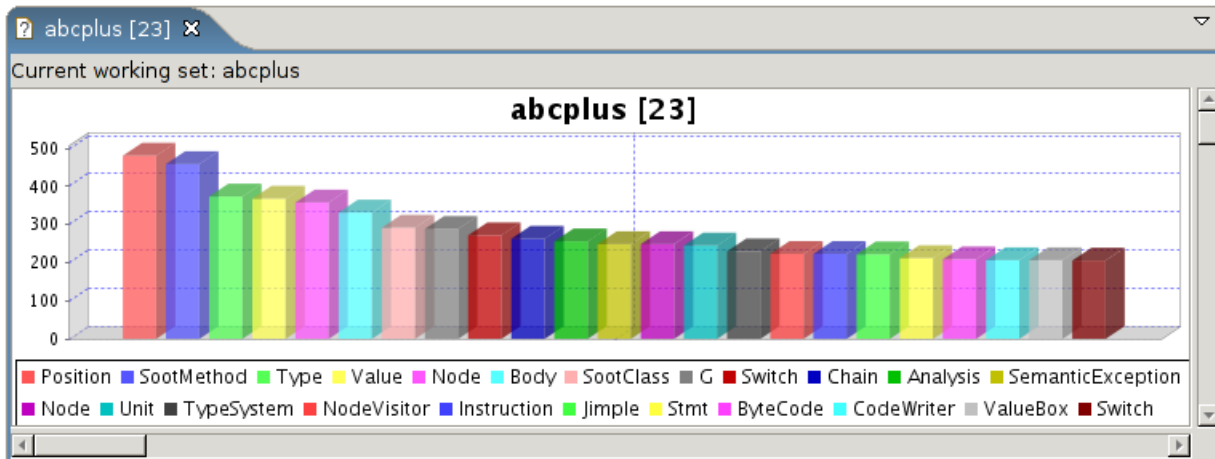 abcplus [23]
Current working set: abcplus
abcplus [23]
500
400
300
200
100
0
Position SootMethod Type Value Node Body SootClass G Switch Chain Analysis SemanticException
Node Unit TypeSystem NodeVisitor Instruction Jimple Stmt ByteCode CodeWriter ValueBox Switch